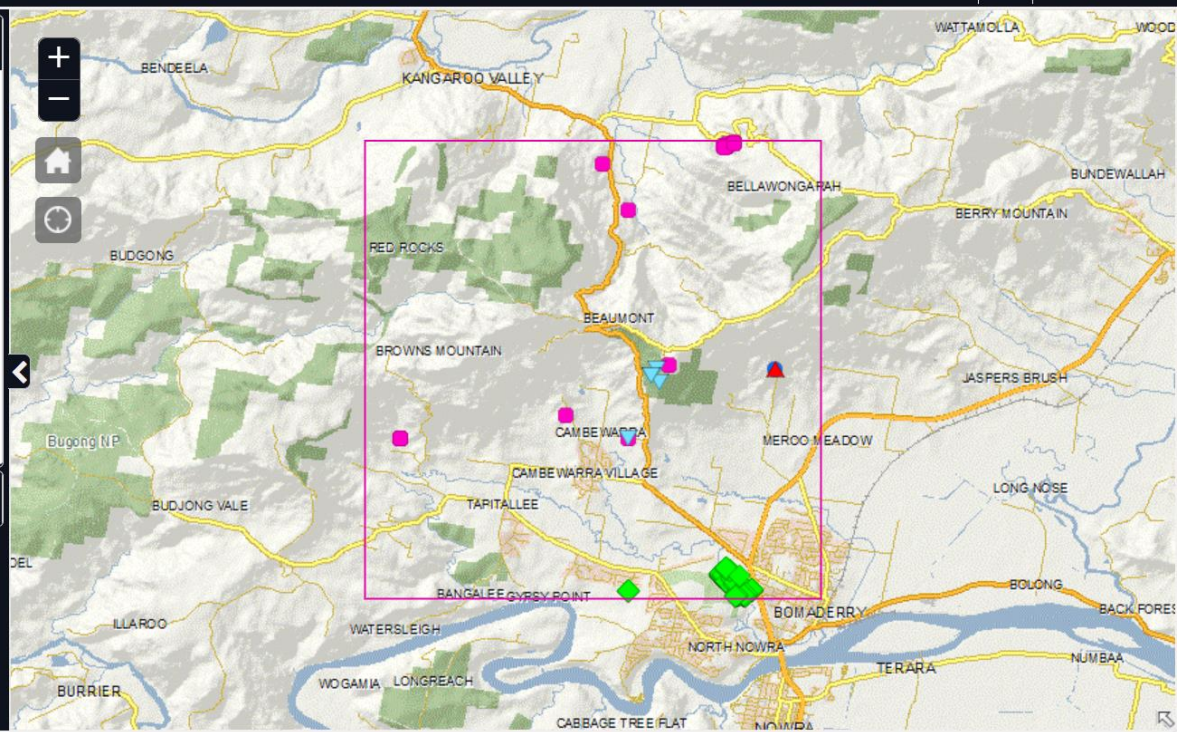 WATTAMOLLA
WOOD
BENDEELA
KANGAROO VALLEY
BUNDEWALLAH
BELLAWONGARAH
BERRY MOUNTAIN
RED ROCKS
BUDGONG
BEAUMONT
BROWNS MOUNTAIN
JASPERS BRUSH
CAMBEWARRA
Bugong NP
MEROO MEADOW
CAMBEWARRA VILLAGE
LONG NOSE
BUDJONG VALE
TAPITALLEE
DEL
BANGALEE
GYPSY POINT
BOLONG
BACK FORES
BOMADERRY
ILLAROO
WATERSLEIGH
NORTH NOWRA
NUMBAA
TERARA
WOGAMIA
LONGREACH
BURRIER
CABBAGE TREE FLAT
NOWRA